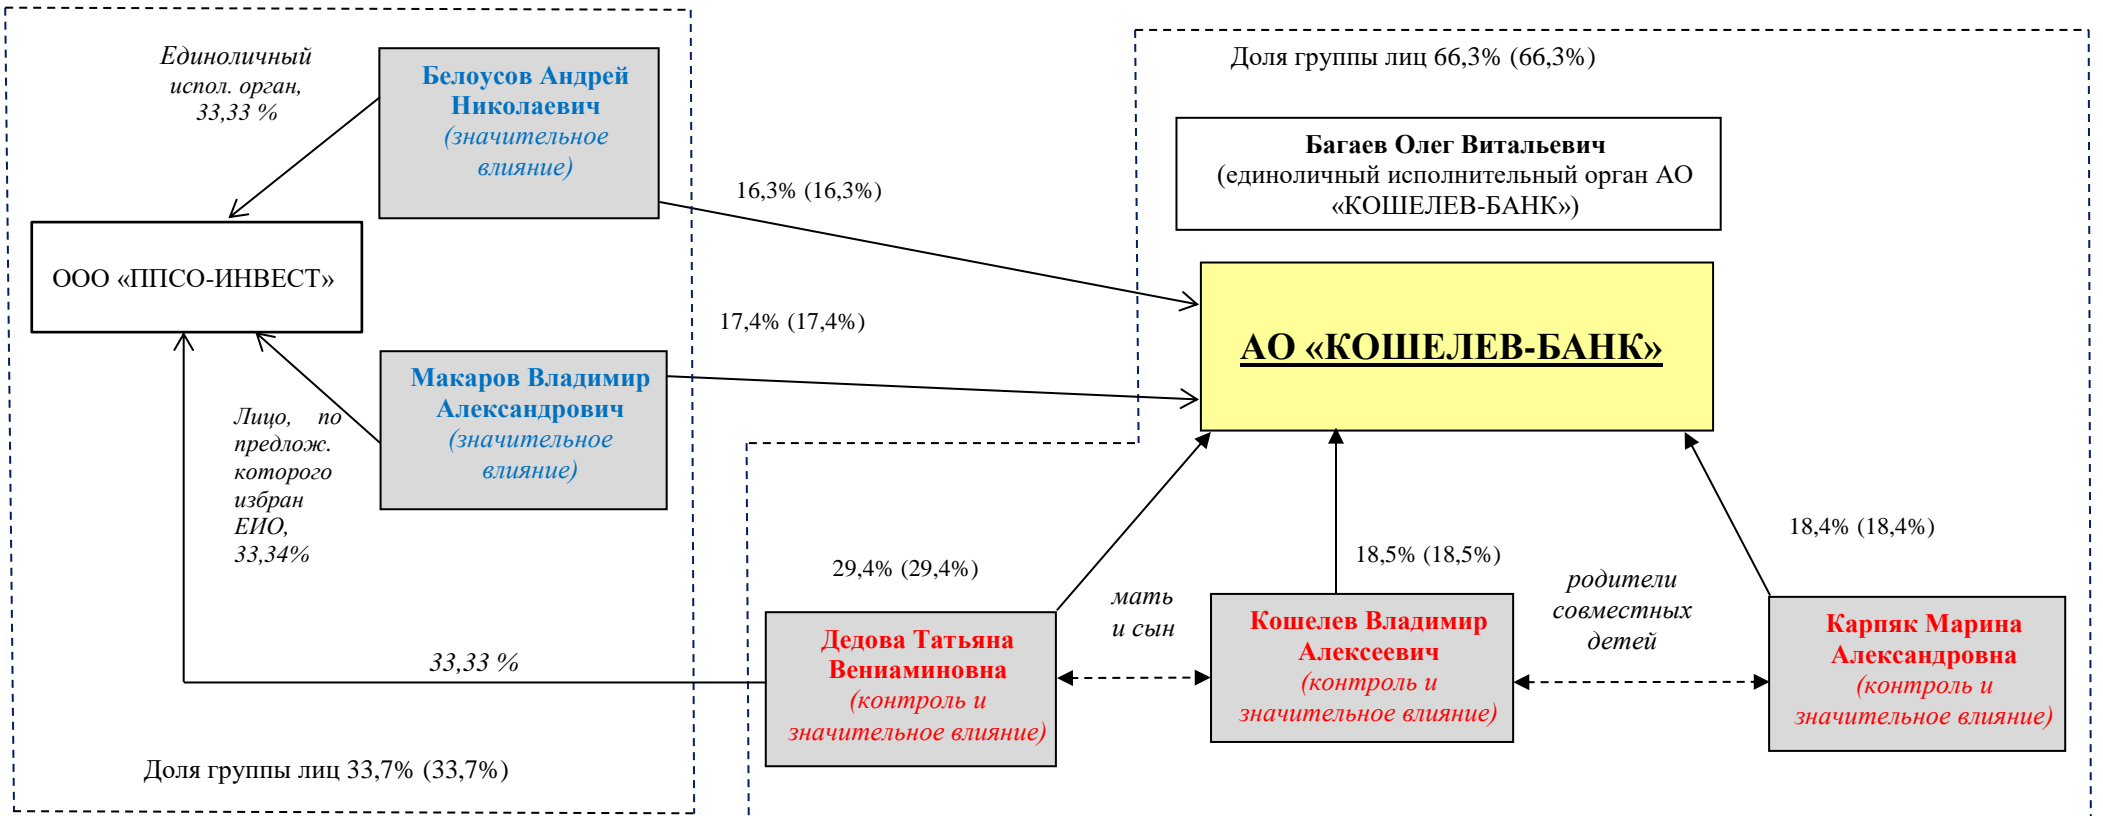 Единоличный
испол. орган,
33,33 %
Белоусов Андрей
Николаевич
(значительное
влияние)
ООО «ППСО-ИНВЕСТ»
Макаров Владимир
Александрович
(значительное
влияние)
Лицо, по
предлож.
которого
избран
ЕИО,
33,34%
33,33 %
Доля группы лиц 33,7% (33,7%)
16,3% (16,3%)
17,4% (17,4%)
Доля группы лиц 66,3% (66,3%)
Багаев Олег Витальевич
(единоличный исполнительный орган АО
«КОШЕЛЕВ-БАНК»)
АО «КОШЕЛЕВ-БАНК»
29,4% (29,4%)
18,5% (18,5%)
18,4% (18,4%)
мать
и сын
родители
совместных
детей
Дедова Татьяна
Вениаминовна
(контроль и
значительное влияние)
Кошелев Владимир
Алексеевич
(контроль и
значительное влияние)
Карпяк Марина
Александровна
(контроль и
значительное влияние)